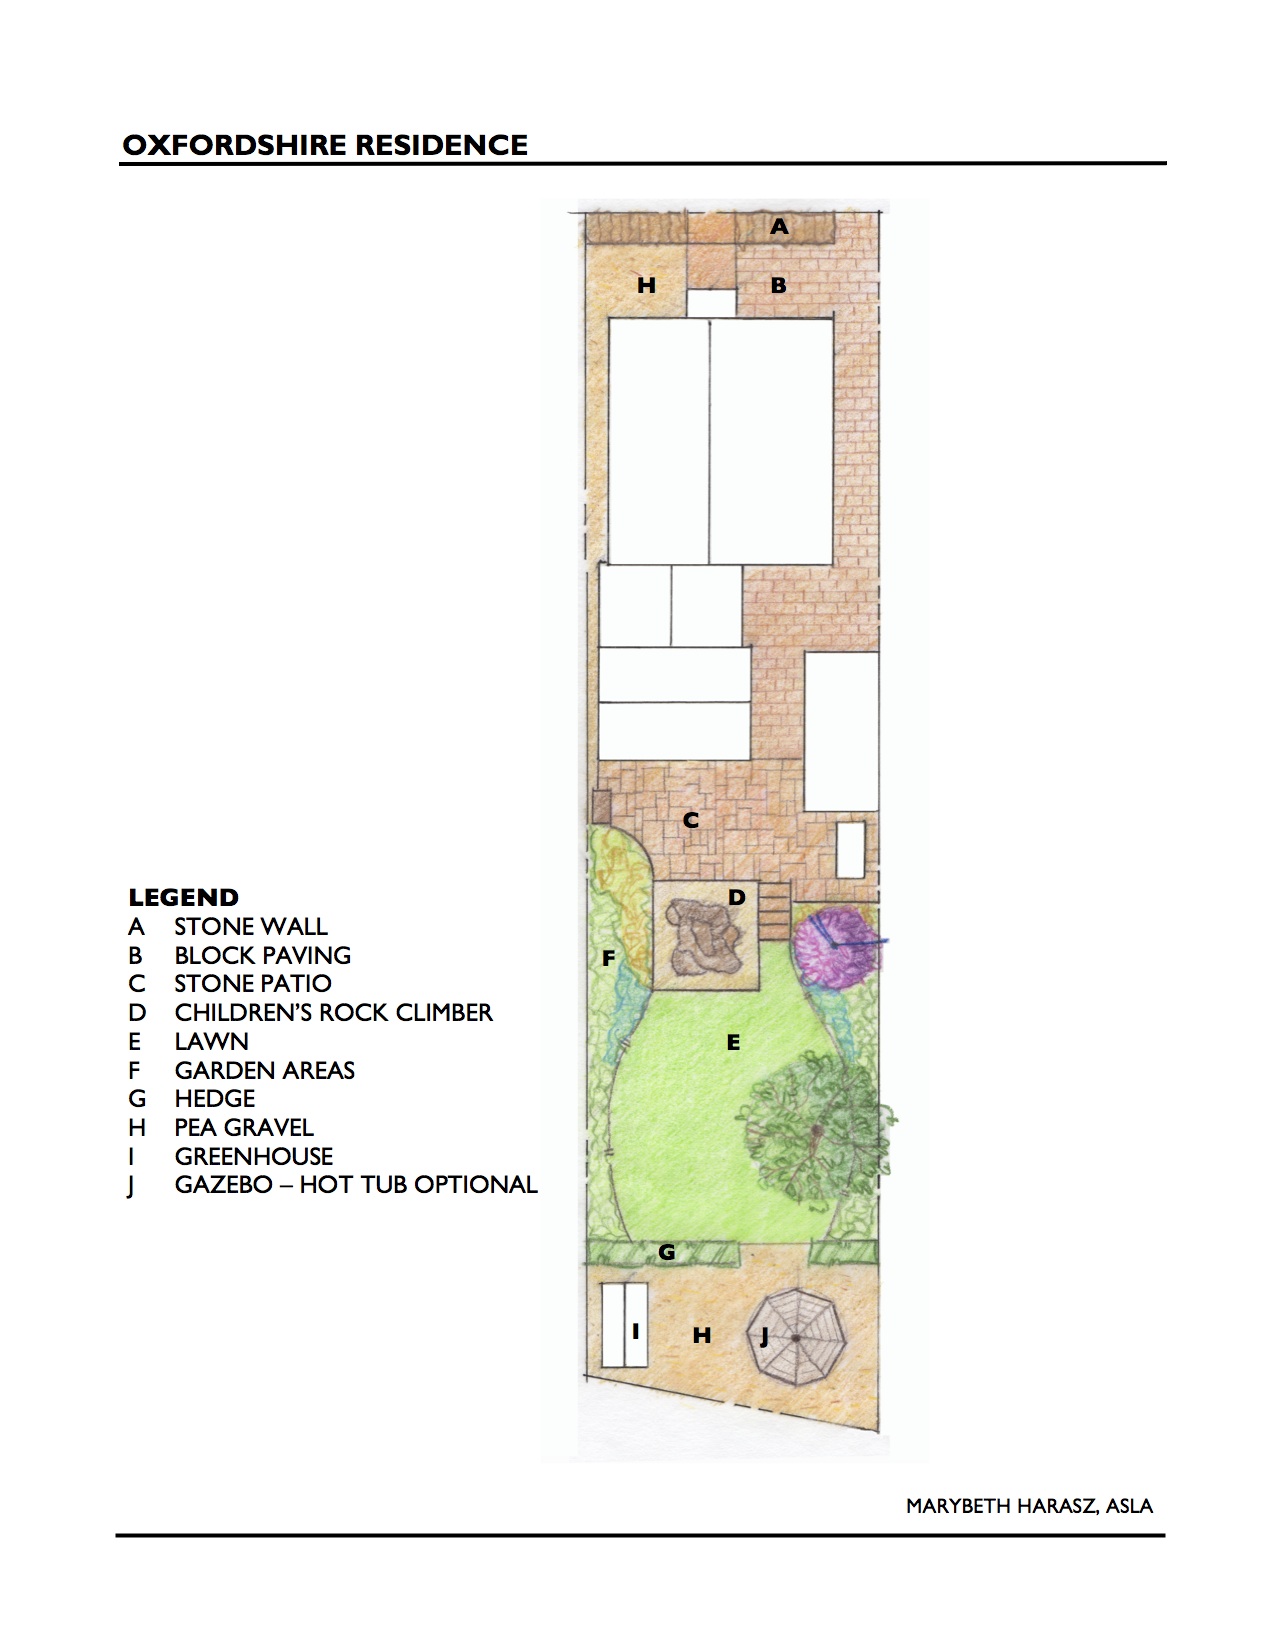 OXFORDSHIRE RESIDENCE
A
H
B
C
D
F
E
G
I
H
J
LEGEND
A STONE WALL
B BLOCK PAVING
C STONE PATIO
D CHILDREN'S ROCK CLIMBER
E LAWN
F GARDEN AREAS
G HEDGE
H PEA GRAVEL
I GREENHOUSE
J GAZEBO – HOT TUB OPTIONAL
MARYBETH HARASZ, ASLA